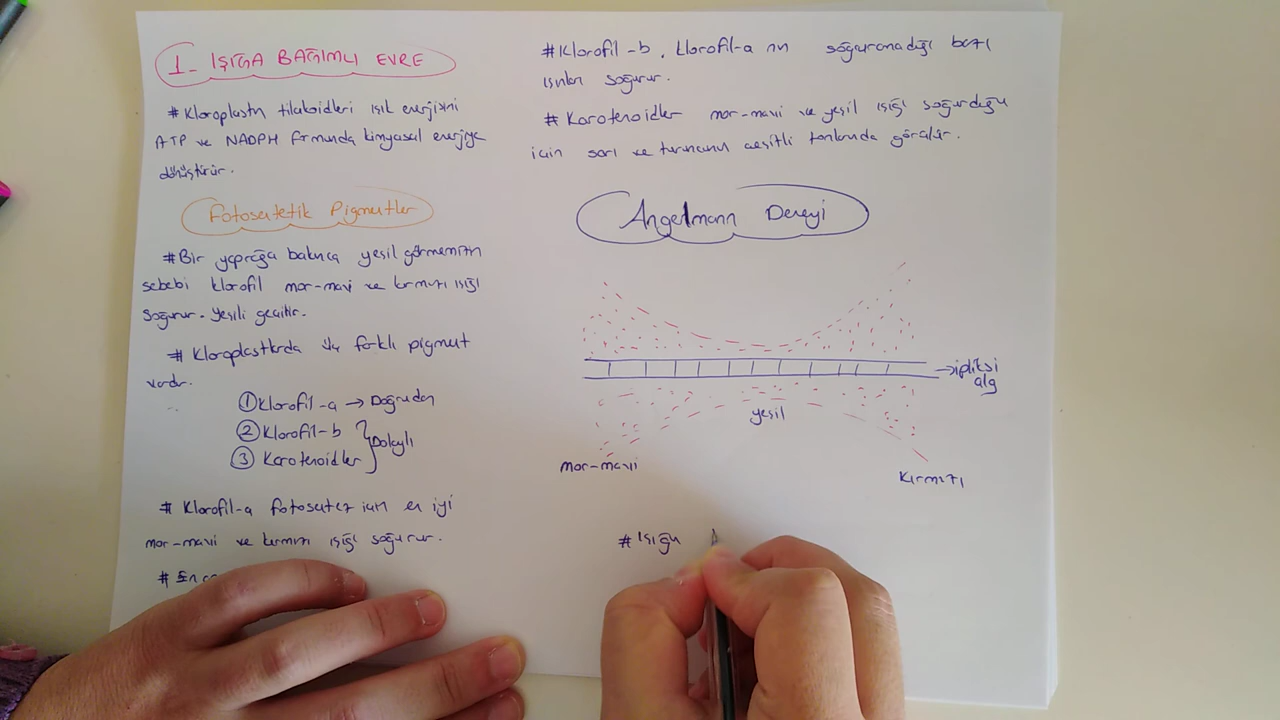 1- IŞIĞA BAĞIMLI EVRE
# Kloroplastın tilakoidleri ışık enerjisini
ATP ve NADPH formunda kimyasal enerjiye
dönüştürür.
Fotosentetik Pigmentler
# Bir yaprağa bakınca yeşil görmemizin
sebebi klorofil mor-mavi ve kırmızı ışığı
soğurur. Yeşili geçirir.
# Kloroplastlarda üç farklı pigment
vardır.
① Klorofil-a → Doğrudan
② Klorofil-b
Dolaylı
③ Karotenoidler
# Klorofil-a fotosentez için en iyi
mor-mavi ve kırmızı ışığı soğurur.
# En
# Klorofil-b, klorofil-a nın soğuramadığı bazı
ışınları soğurur.
# Karotenoidler mor-mavi ve yeşil ışığı soğurduğu
için sarı ve turuncunun çeşitli tonlarında görülür.
Angelmann Deneyi
→ ipliksi
alg
yeşil
mor-mavi
kırmızı
# Işığı